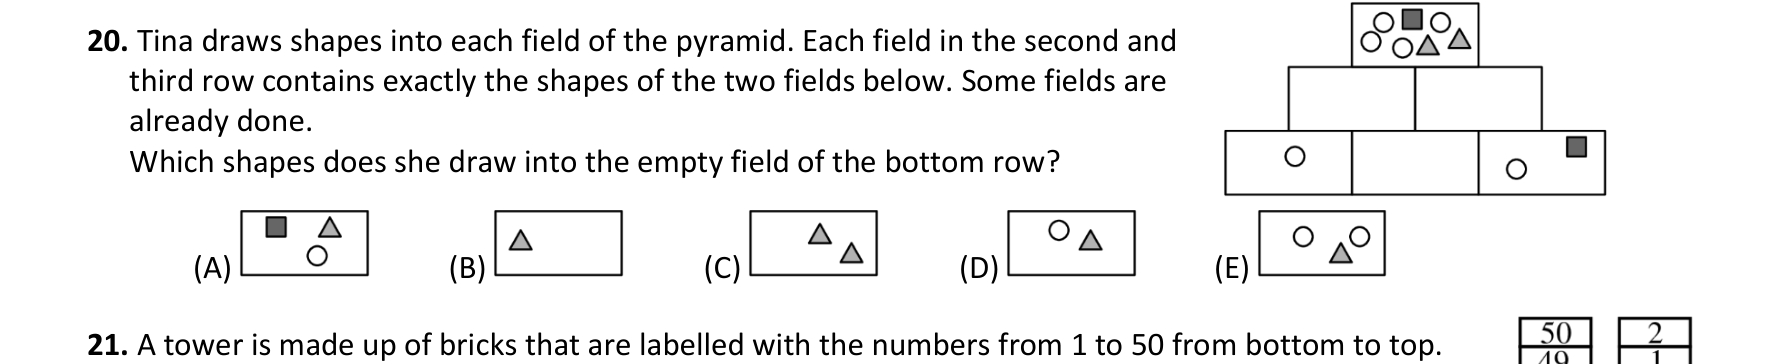 20. Tina draws shapes into each field of the pyramid. Each field in the second and
third row contains exactly the shapes of the two fields below. Some fields are
already done.
Which shapes does she draw into the empty field of the bottom row?
(A) (B) (C) (D) (E)
21. A tower is made up of bricks that are labelled with the numbers from 1 to 50 from bottom to top.
50 2
49 1